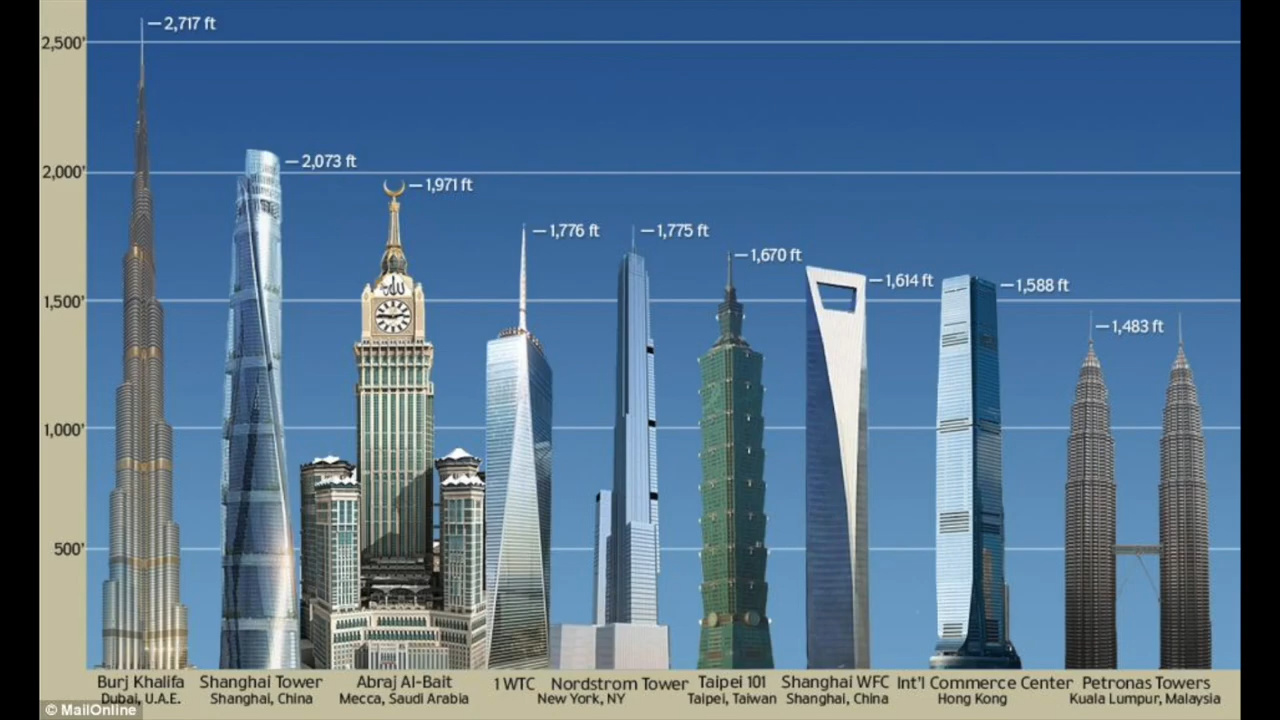 2,717 ft
2,500'
2,073 ft
2,000'
1,971 ft
1,776 ft
1,775 ft
1,670 ft
1,614 ft
1,588 ft
1,500'
1,483 ft
1,000'
500'
Burj Khalifa
Dubai, U.A.E.
Shanghai Tower
Shanghai, China
Abraj Al-Bait
Mecca, Saudi Arabia
1 WTC
Nordstrom Tower
New York, NY
Taipei 101
Taipei, Taiwan
Shanghai WFC
Shanghai, China
Int'l Commerce Center
Hong Kong
Petronas Towers
Kuala Lumpur, Malaysia
© MailOnline